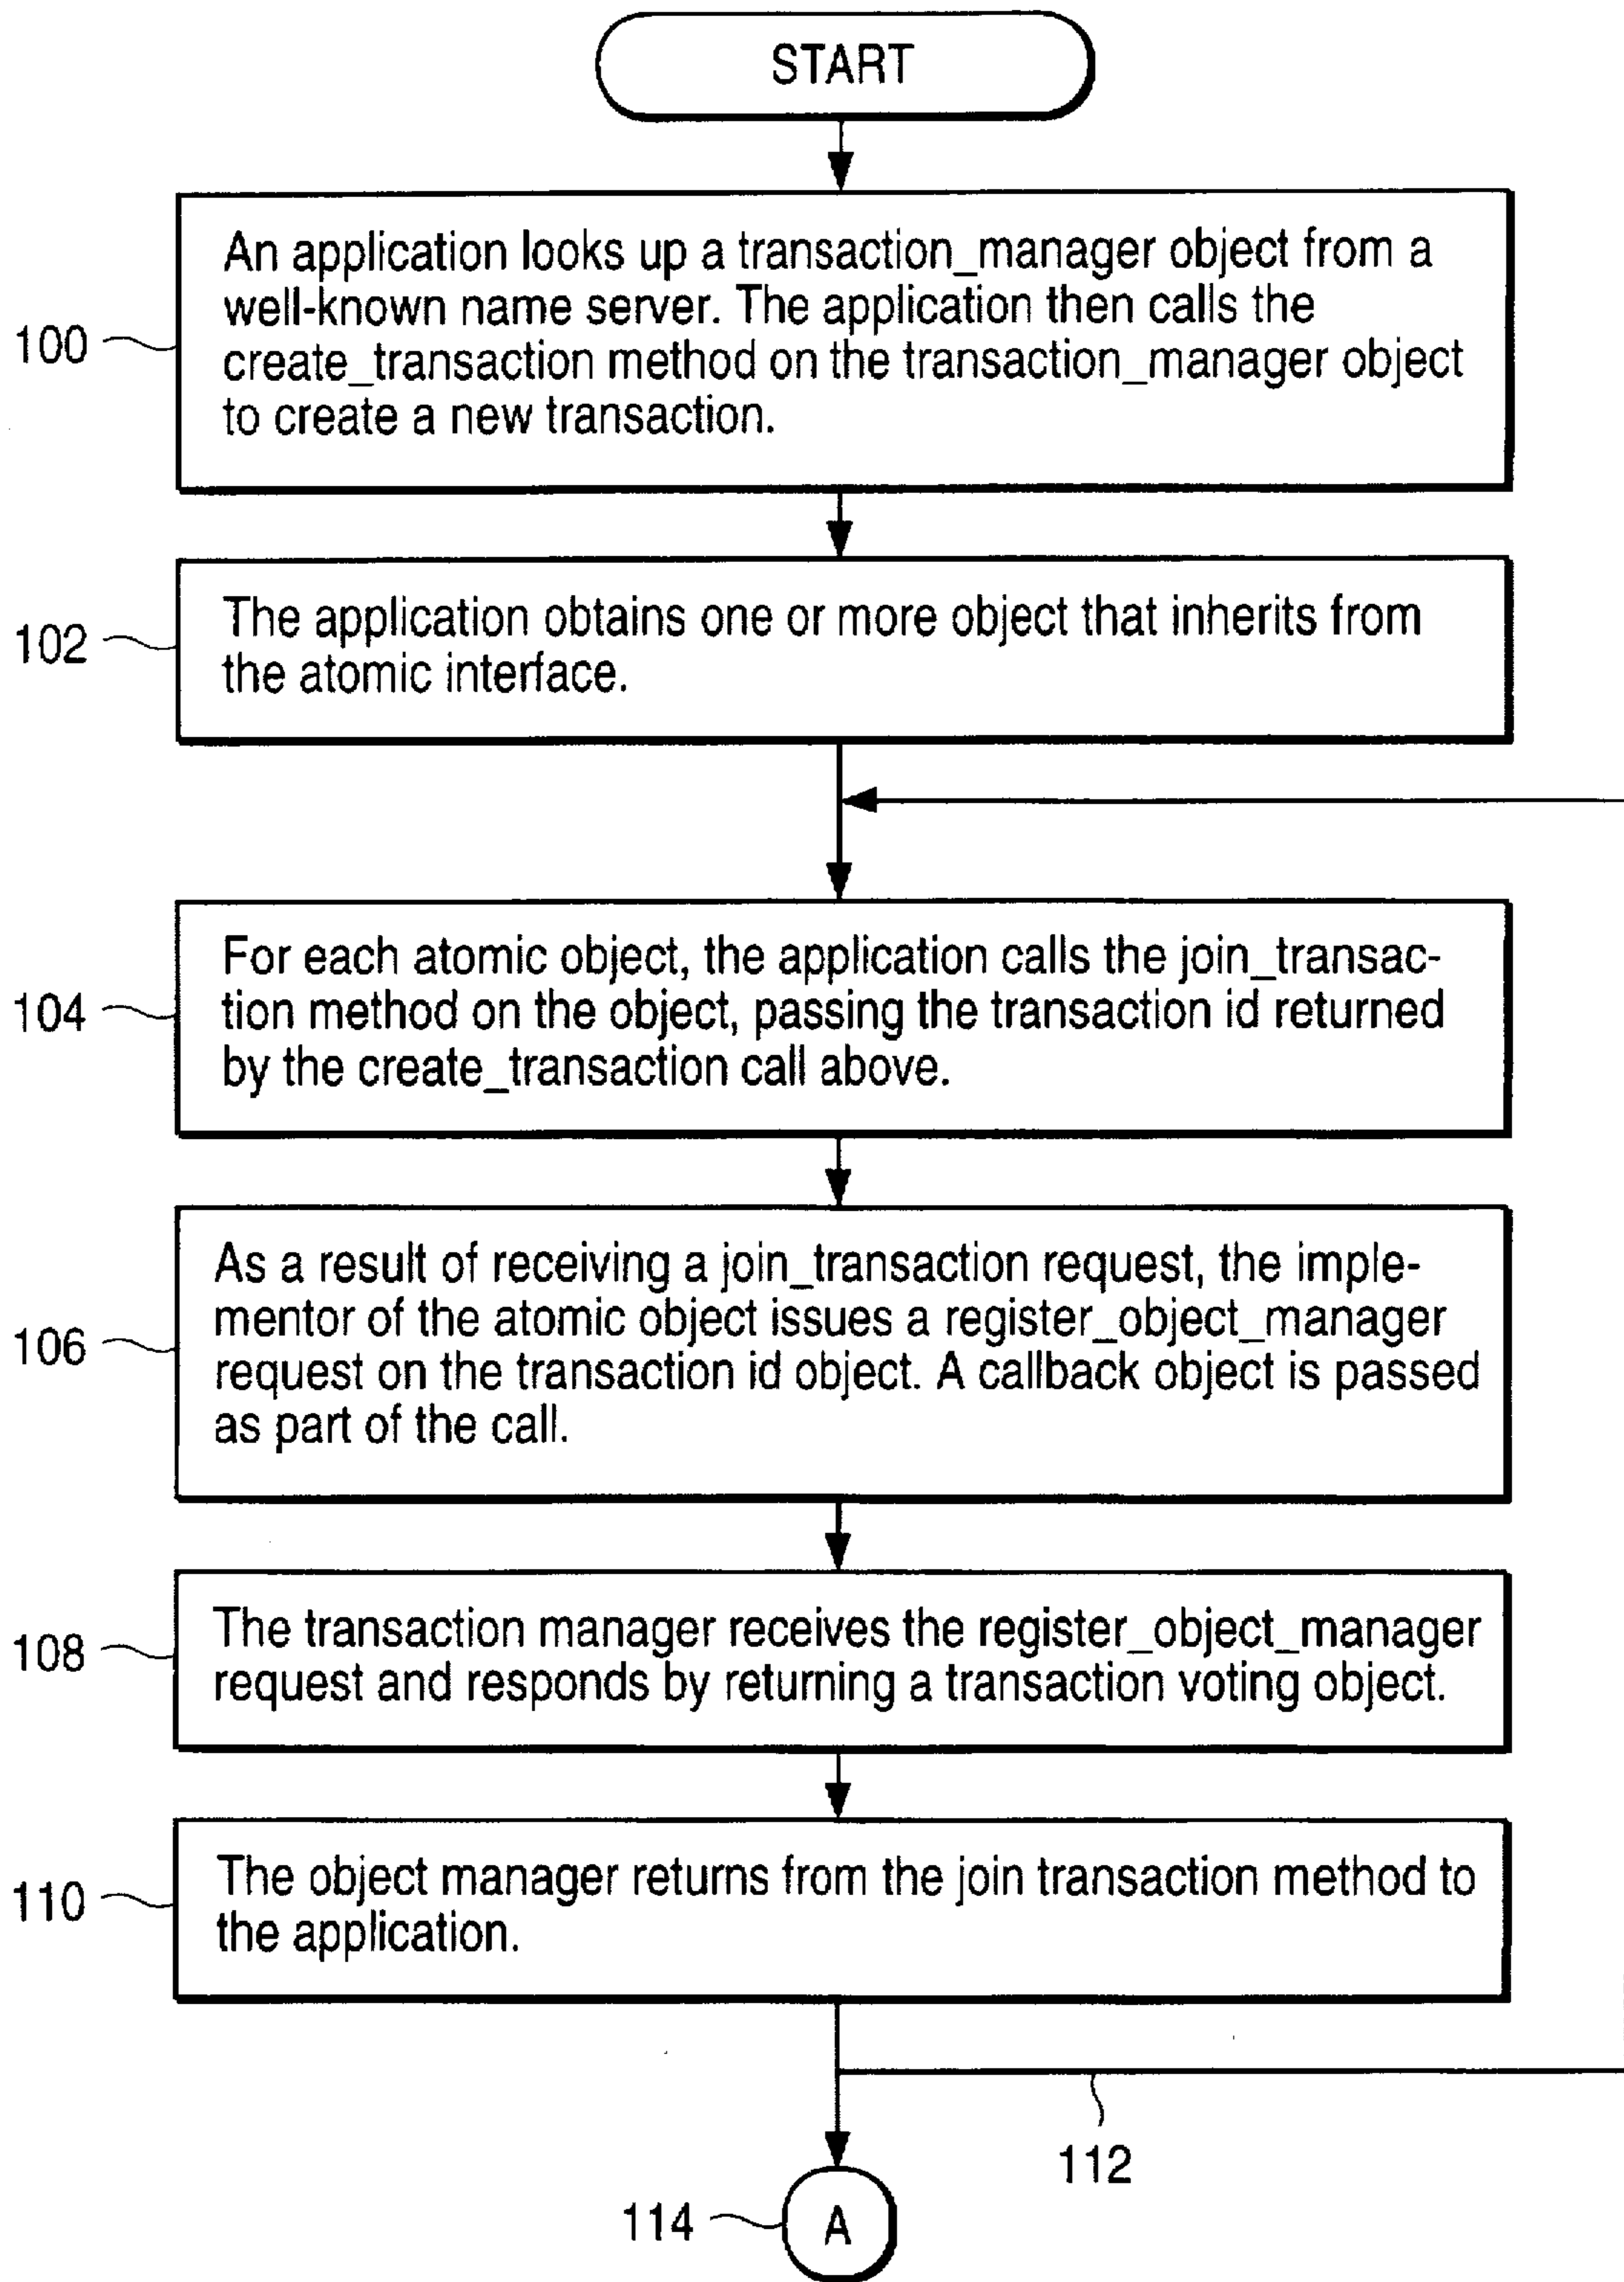 START
An application looks up a transaction_manager object from a
well-known name server. The application then calls the
create_transaction method on the transaction_manager object
to create a new transaction.
100
The application obtains one or more object that inherits from
the atomic interface.
102
For each atomic object, the application calls the join_transac-
tion method on the object, passing the transaction id returned
by the create_transaction call above.
104
As a result of receiving a join_transaction request, the imple-
mentor of the atomic object issues a register_object_manager
request on the transaction id object. A callback object is passed
as part of the call.
106
The transaction manager receives the register_object_manager
request and responds by returning a transaction voting object.
108
The object manager returns from the join transaction method to
the application.
110
112
114
A